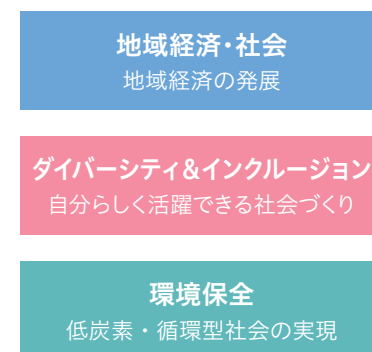 地域経済・社会
地域経済の発展
ダイバーシティ&インクルージョン
自分らしく活躍できる社会づくり
環境保全
低炭素・循環型社会の実現